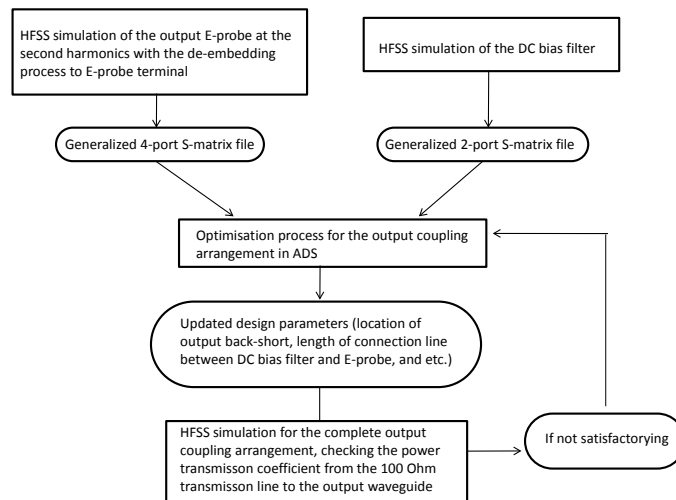 HFSS simulation of the output E-probe at the
second harmonics with the de-embedding
process to E-probe terminal
HFSS simulation of the DC bias filter
Generalized 4-port S-matrix file
Generalized 2-port S-matrix file
Optimisation process for the output coupling
arrangement in ADS
Updated design parameters (location of
output back-short, length of connection line
between DC bias filter and E-probe, and etc.)
HFSS simulation for the complete output
coupling arrangement, checking the power
transmisson coefficient from the 100 Ohm
transmisson line to the output waveguide
If not satisfactorying